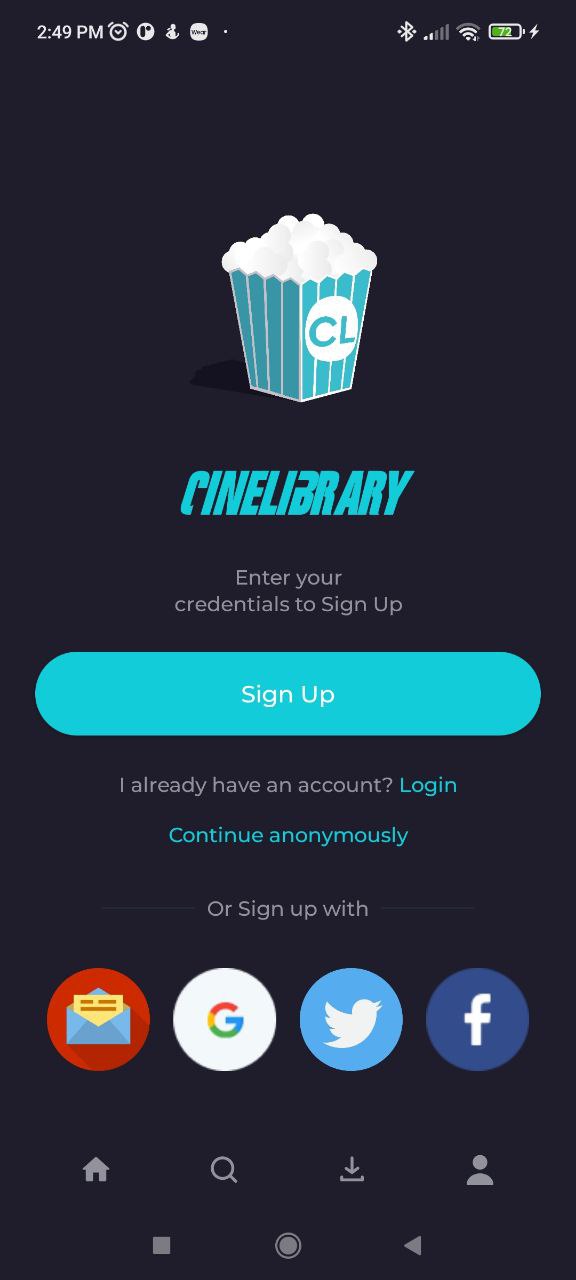 2:49 PM
Wear
72
CL
CINELIBRARY
Enter your
credentials to Sign Up
Sign Up
I already have an account? Login
Continue anonymously
Or Sign up with
G
f